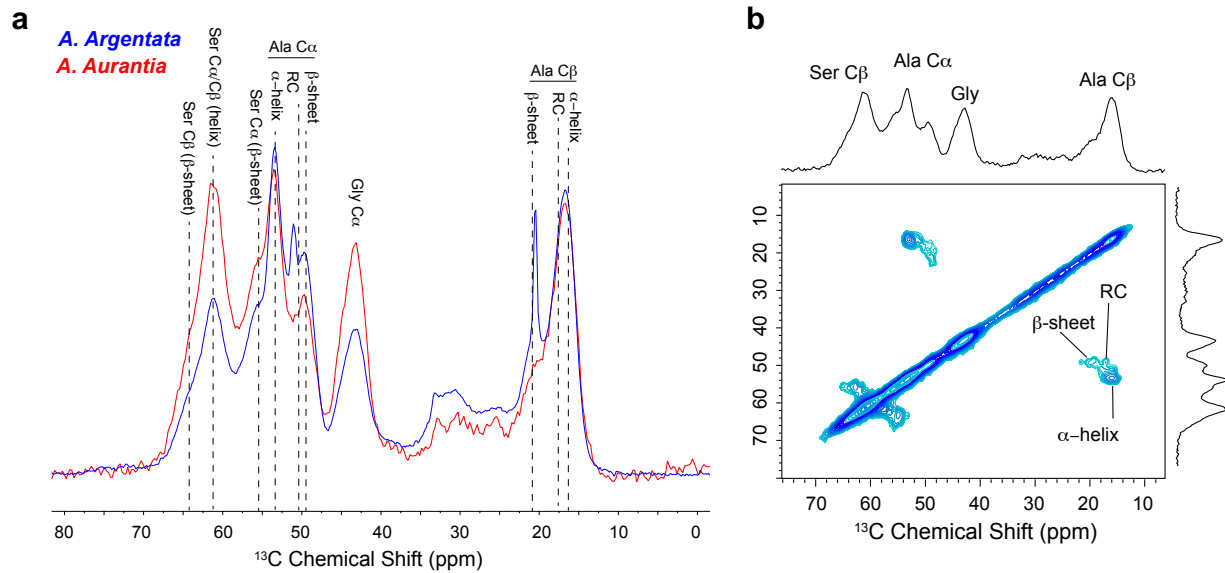 a
A. Argentata
A. Aurantia
Ser Cβ (β-sheet)
Ser Cα/Cβ (helix)
Ser Cα (β-sheet)
Ala Cα
α-helix
RC
β-sheet
Gly Cα
Ala Cβ
β-sheet
RC
α-helix
80 70 60 50 40 30 20 10 0
¹³C Chemical Shift (ppm)
b
Ser Cβ
Ala Cα
Gly
Ala Cβ
10
20
30
40
50
60
70
RC
β-sheet
α-helix
70 60 50 40 30 20 10
¹³C Chemical Shift (ppm)